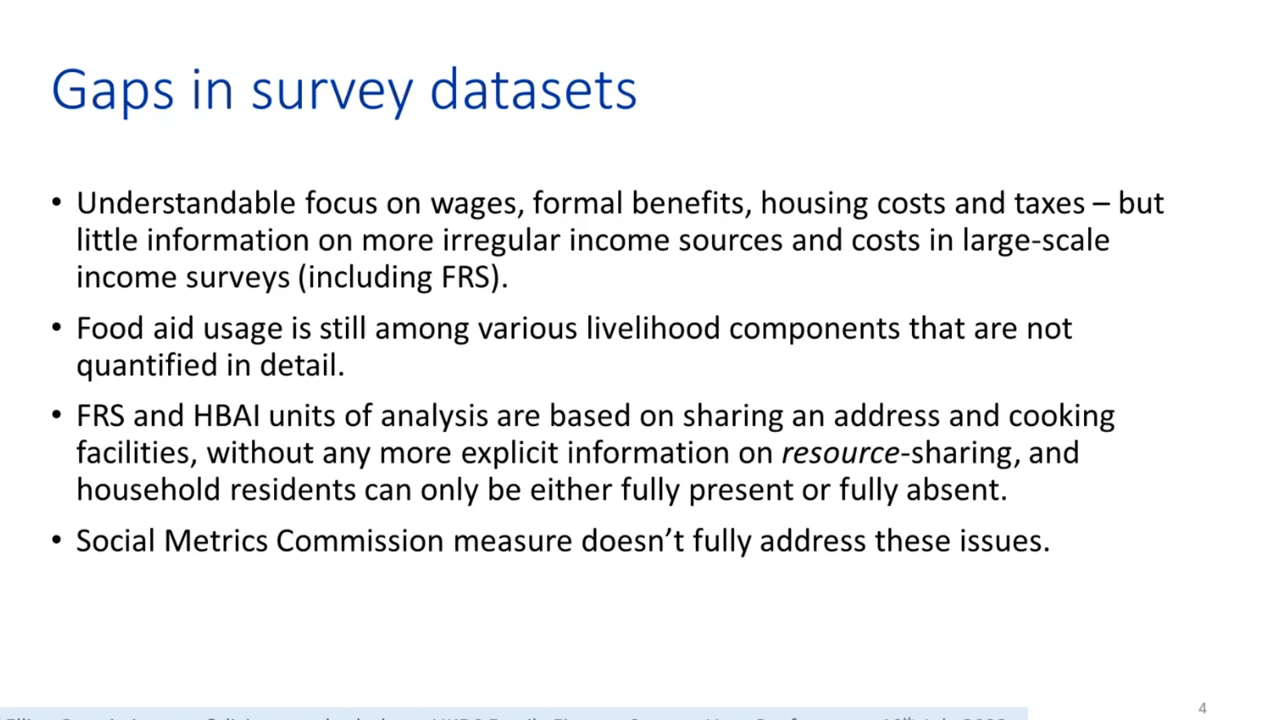 Gaps in survey datasets
• Understandable focus on wages, formal benefits, housing costs and taxes – but
little information on more irregular income sources and costs in large-scale
income surveys (including FRS).
• Food aid usage is still among various livelihood components that are not
quantified in detail.
• FRS and HBAI units of analysis are based on sharing an address and cooking
facilities, without any more explicit information on resource-sharing, and
household residents can only be either fully present or fully absent.
• Social Metrics Commission measure doesn’t fully address these issues.
4